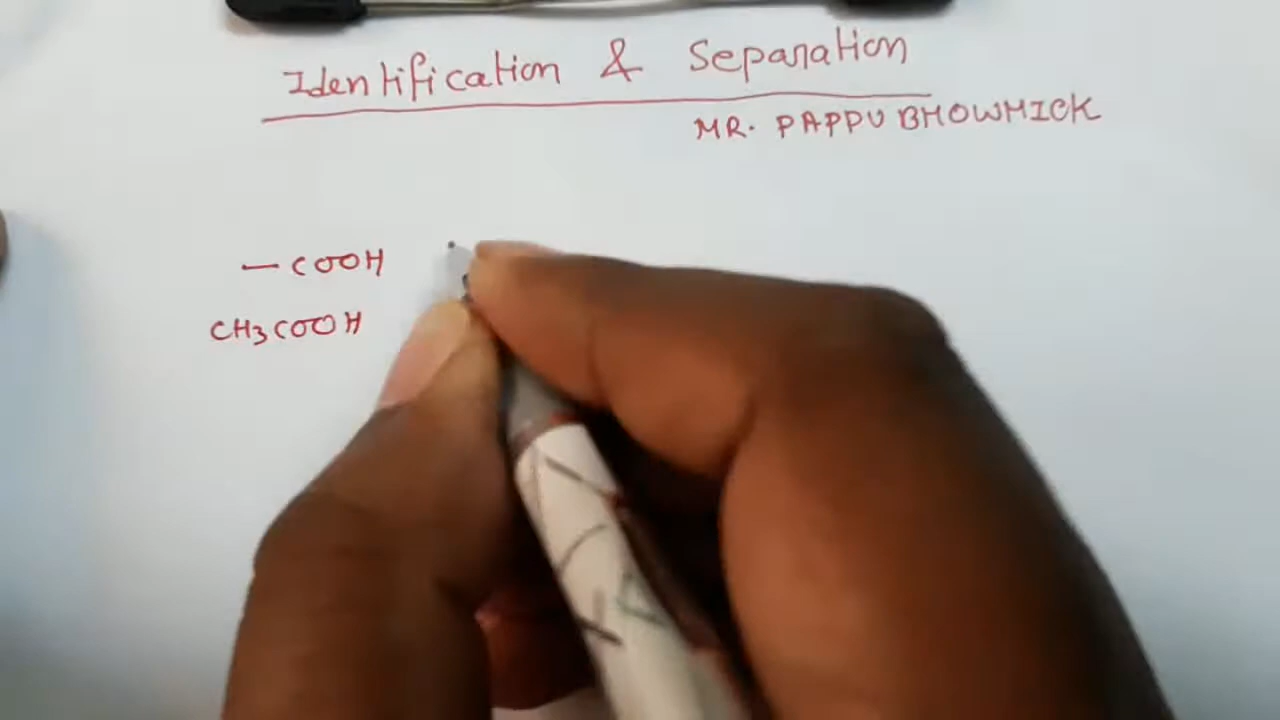 Identification & Separation
MR. PAPPU BHOWMICK
— COOH
CH3COOH